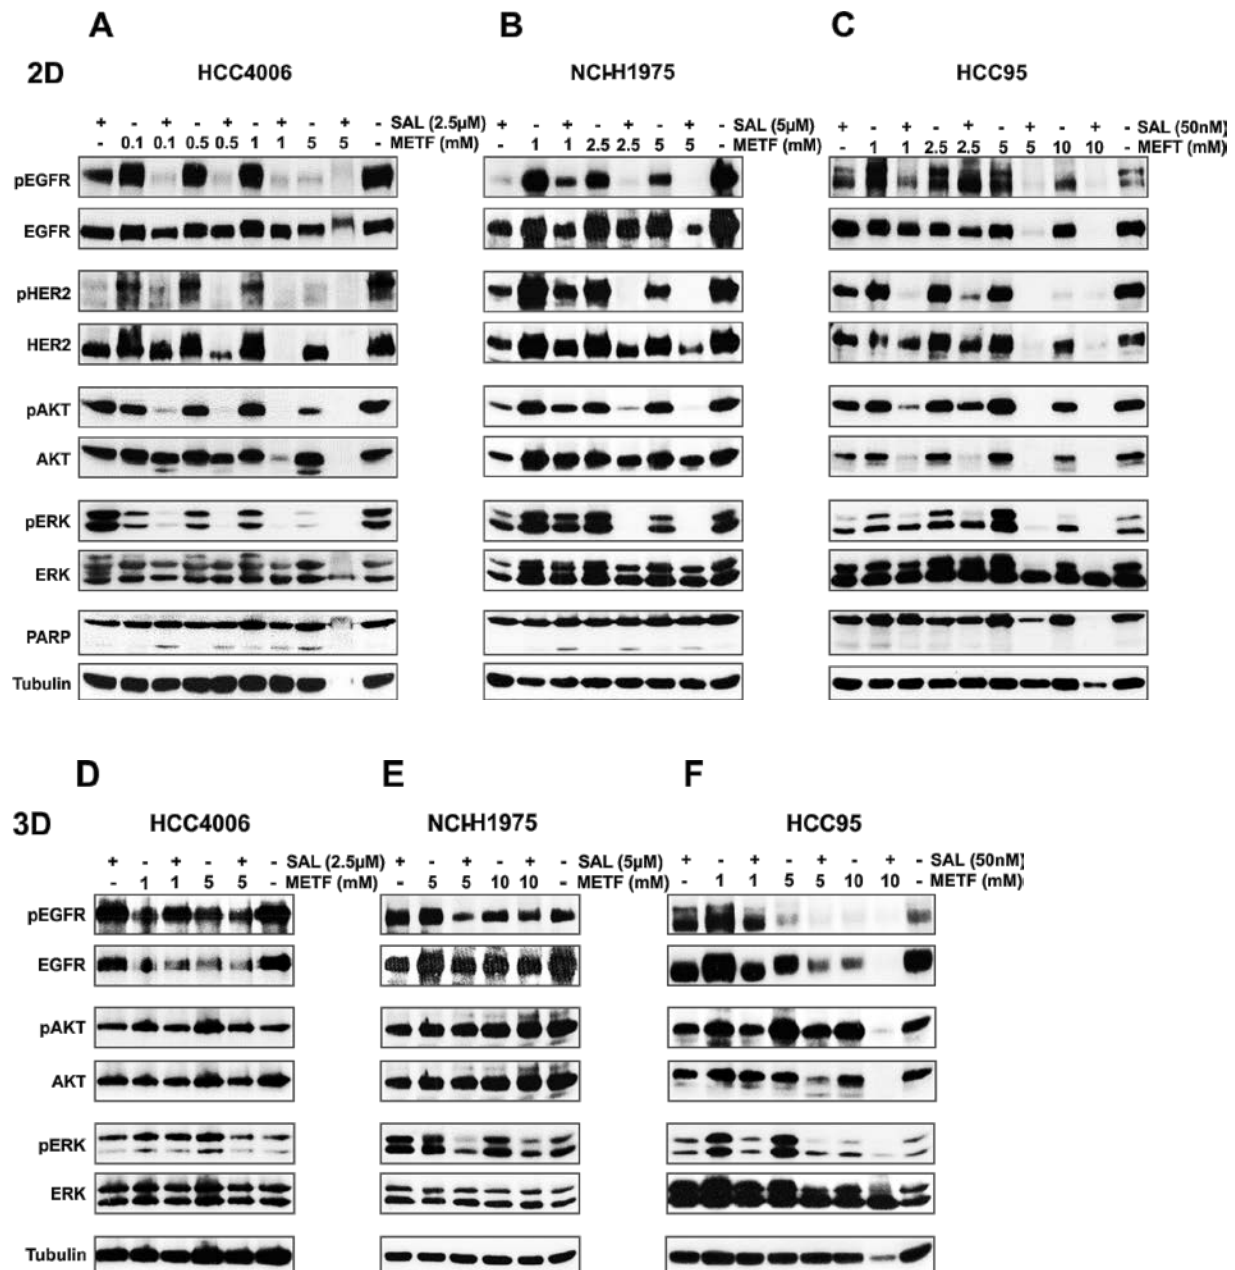 A B C
2D HCC4006 NCI-H1975 HCC95
+ - + - + - + - + - SAL (2.5µM)
- 0.1 0.1 0.5 0.5 1 1 5 5 - METF (mM)
+ - + - + - + - SAL (5µM)
- 1 1 2.5 2.5 5 5 - METF (mM)
+ - + - + - + - + - SAL (50nM)
- 1 1 2.5 2.5 5 5 10 10 - MEFT (mM)
pEGFR
EGFR
pHER2
HER2
pAKT
AKT
pERK
ERK
PARP
Tubulin
D E F
3D HCC4006 NCI-H1975 HCC95
+ - + - + - SAL (2.5µM)
- 1 1 5 5 - METF (mM)
+ - + - + - SAL (5µM)
- 5 5 10 10 - METF (mM)
+ - + - + - + - SAL (50nM)
- 1 1 5 5 10 10 - METF (mM)
pEGFR
EGFR
pAKT
AKT
pERK
ERK
Tubulin